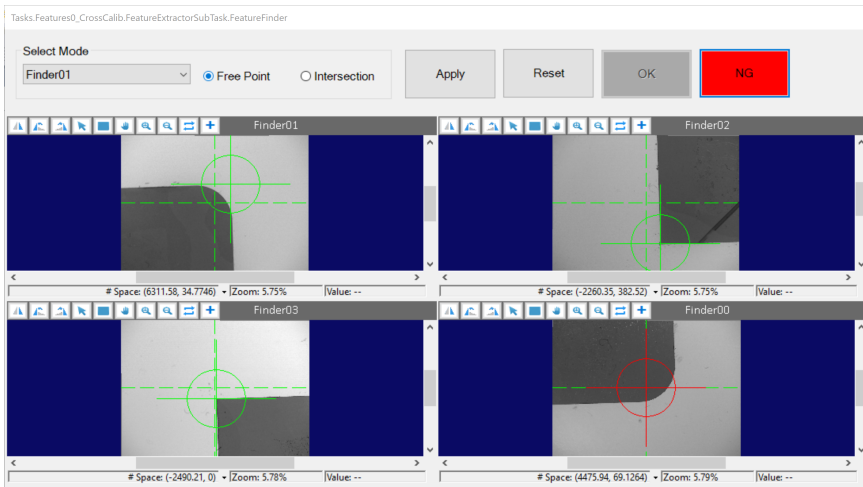 Tasks.Features0_CrossCalib.FeatureExtractorSubTask.FeatureFinder
Select Mode
Finder01
Free Point
Intersection
Apply
Reset
OK
NG
Finder01
Finder02
# Space: (6311.58, 34.7746)
Zoom: 5.75%
Value: --
# Space: (-2260.35, 382.52)
Zoom: 5.75%
Value: --
Finder03
Finder00
# Space: (-2490.21, 0)
Zoom: 5.78%
Value: --
# Space: (4475.94, 69.1264)
Zoom: 5.79%
Value: --